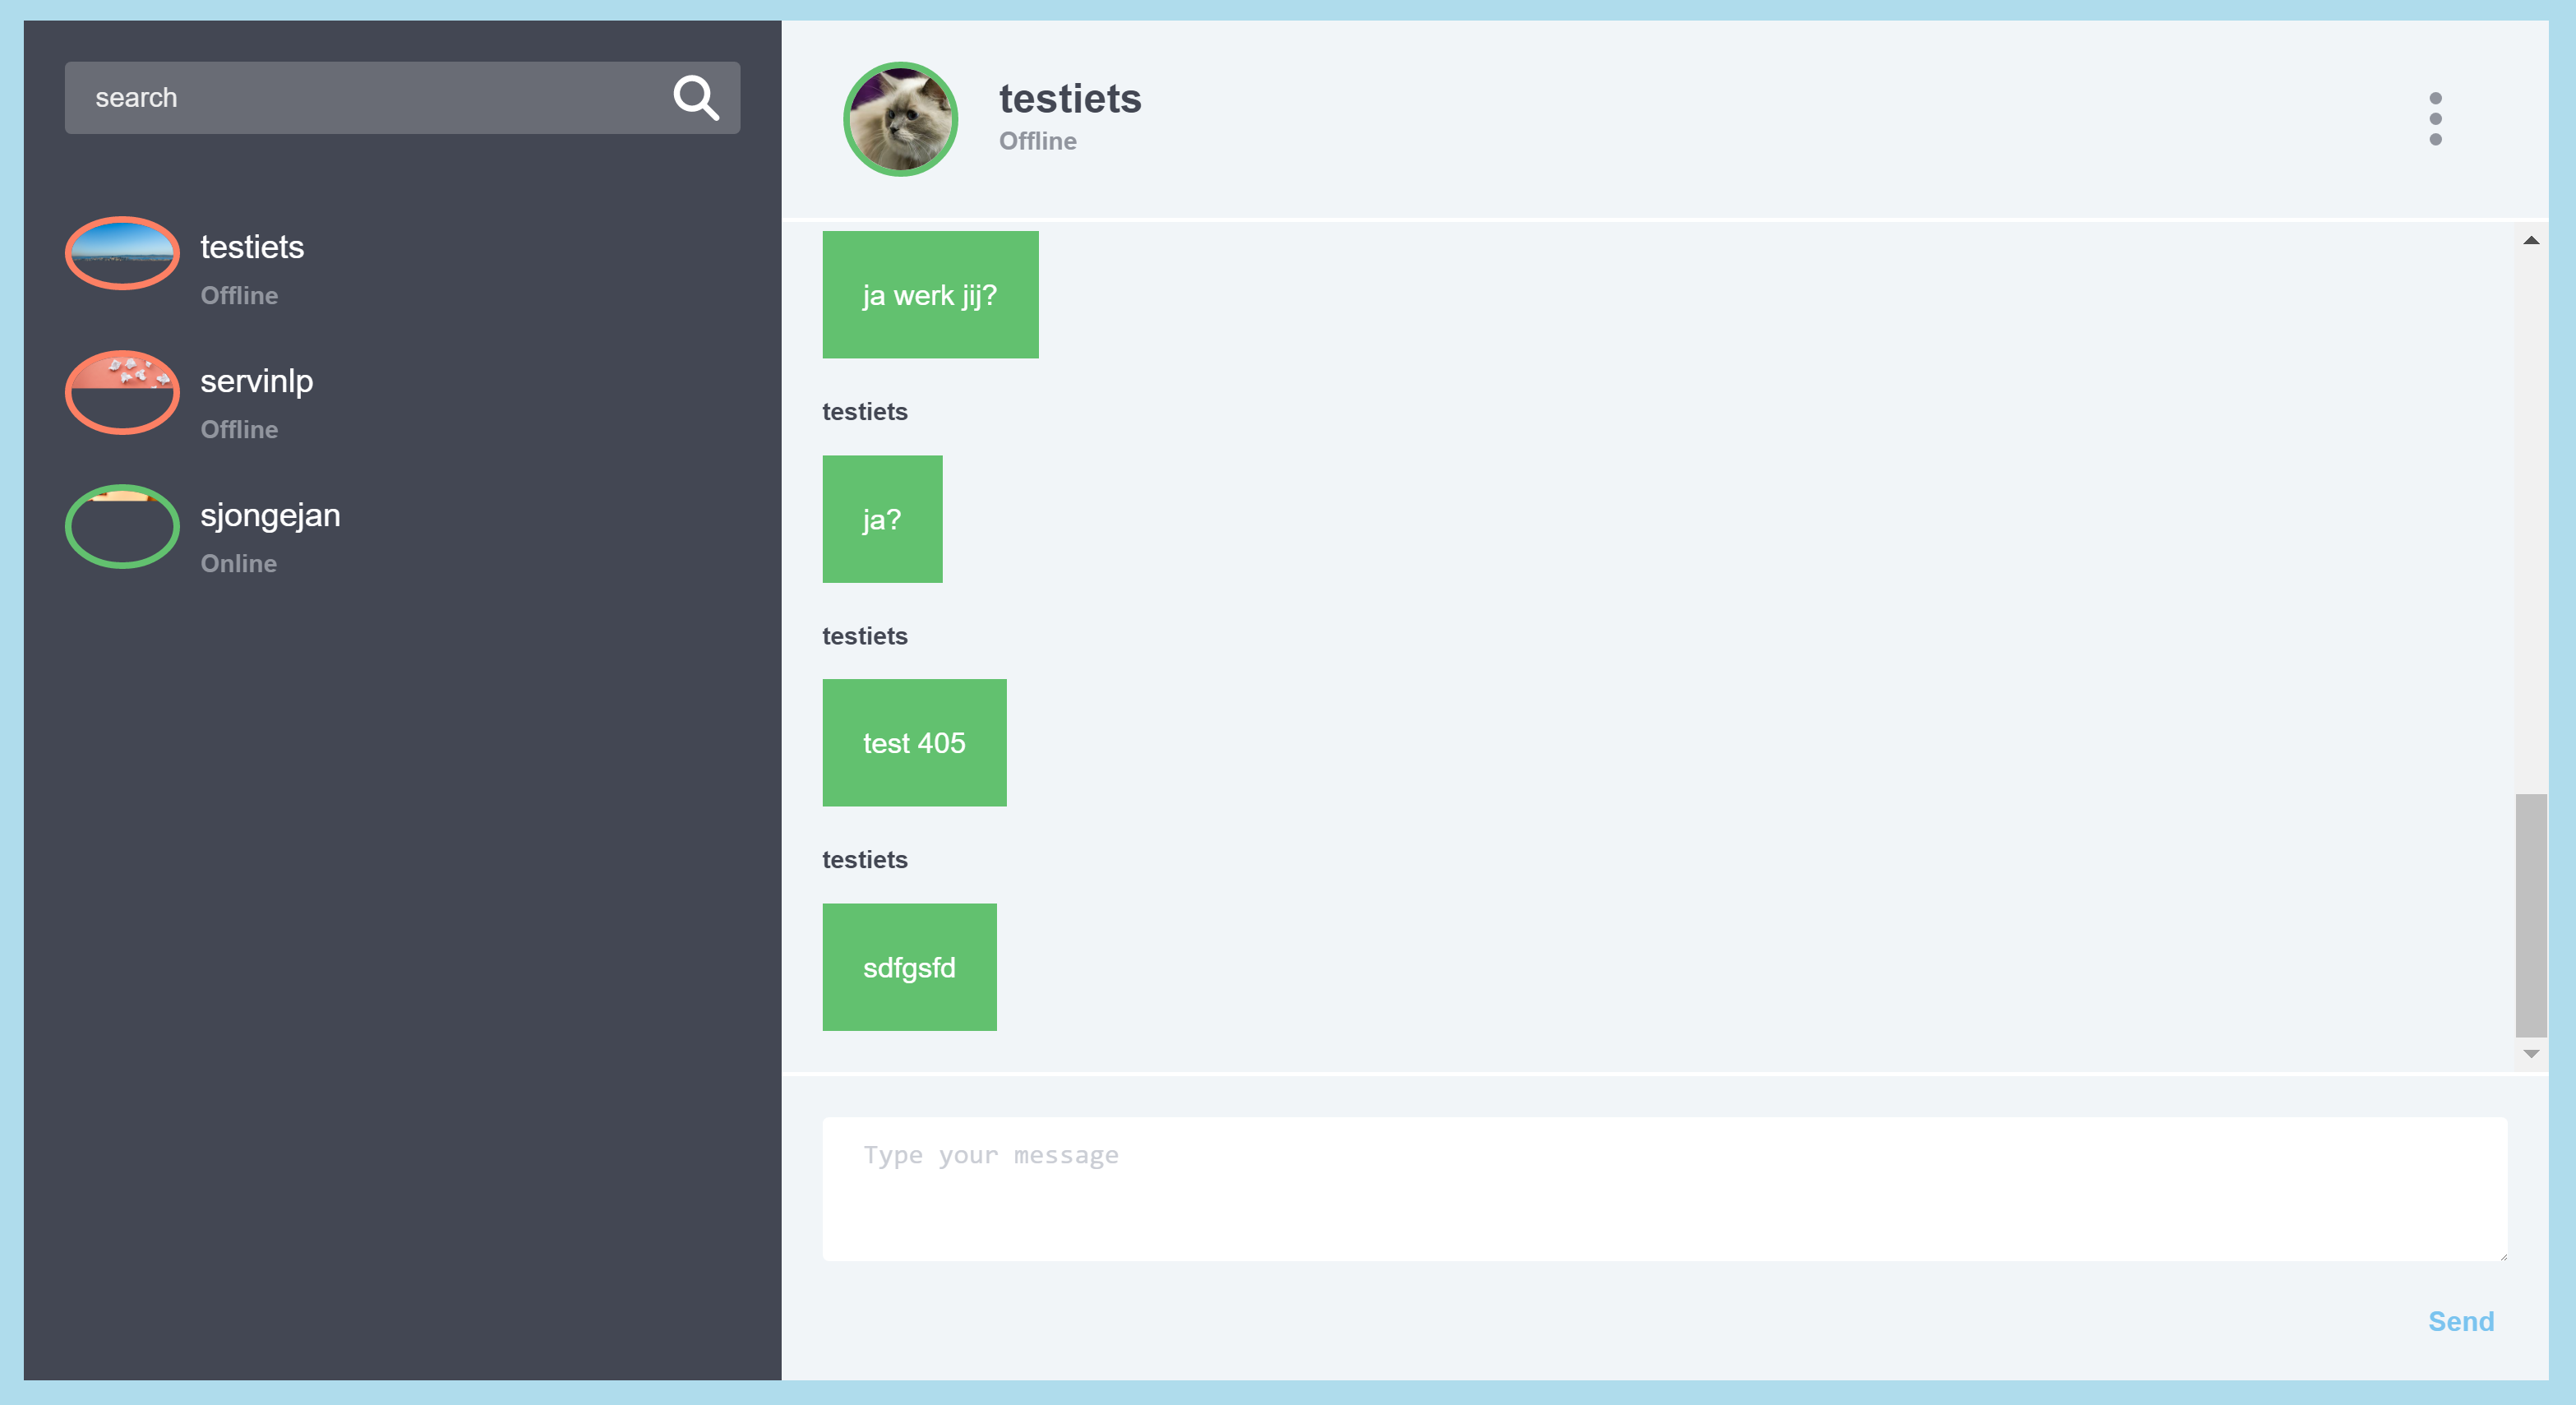 search
testiets
Offline
servinlp
Offline
sjongejan
Online
testiets
Offline
ja werk jij?
testiets
ja?
testiets
test 405
testiets
sdfgsfd
Type your message
Send